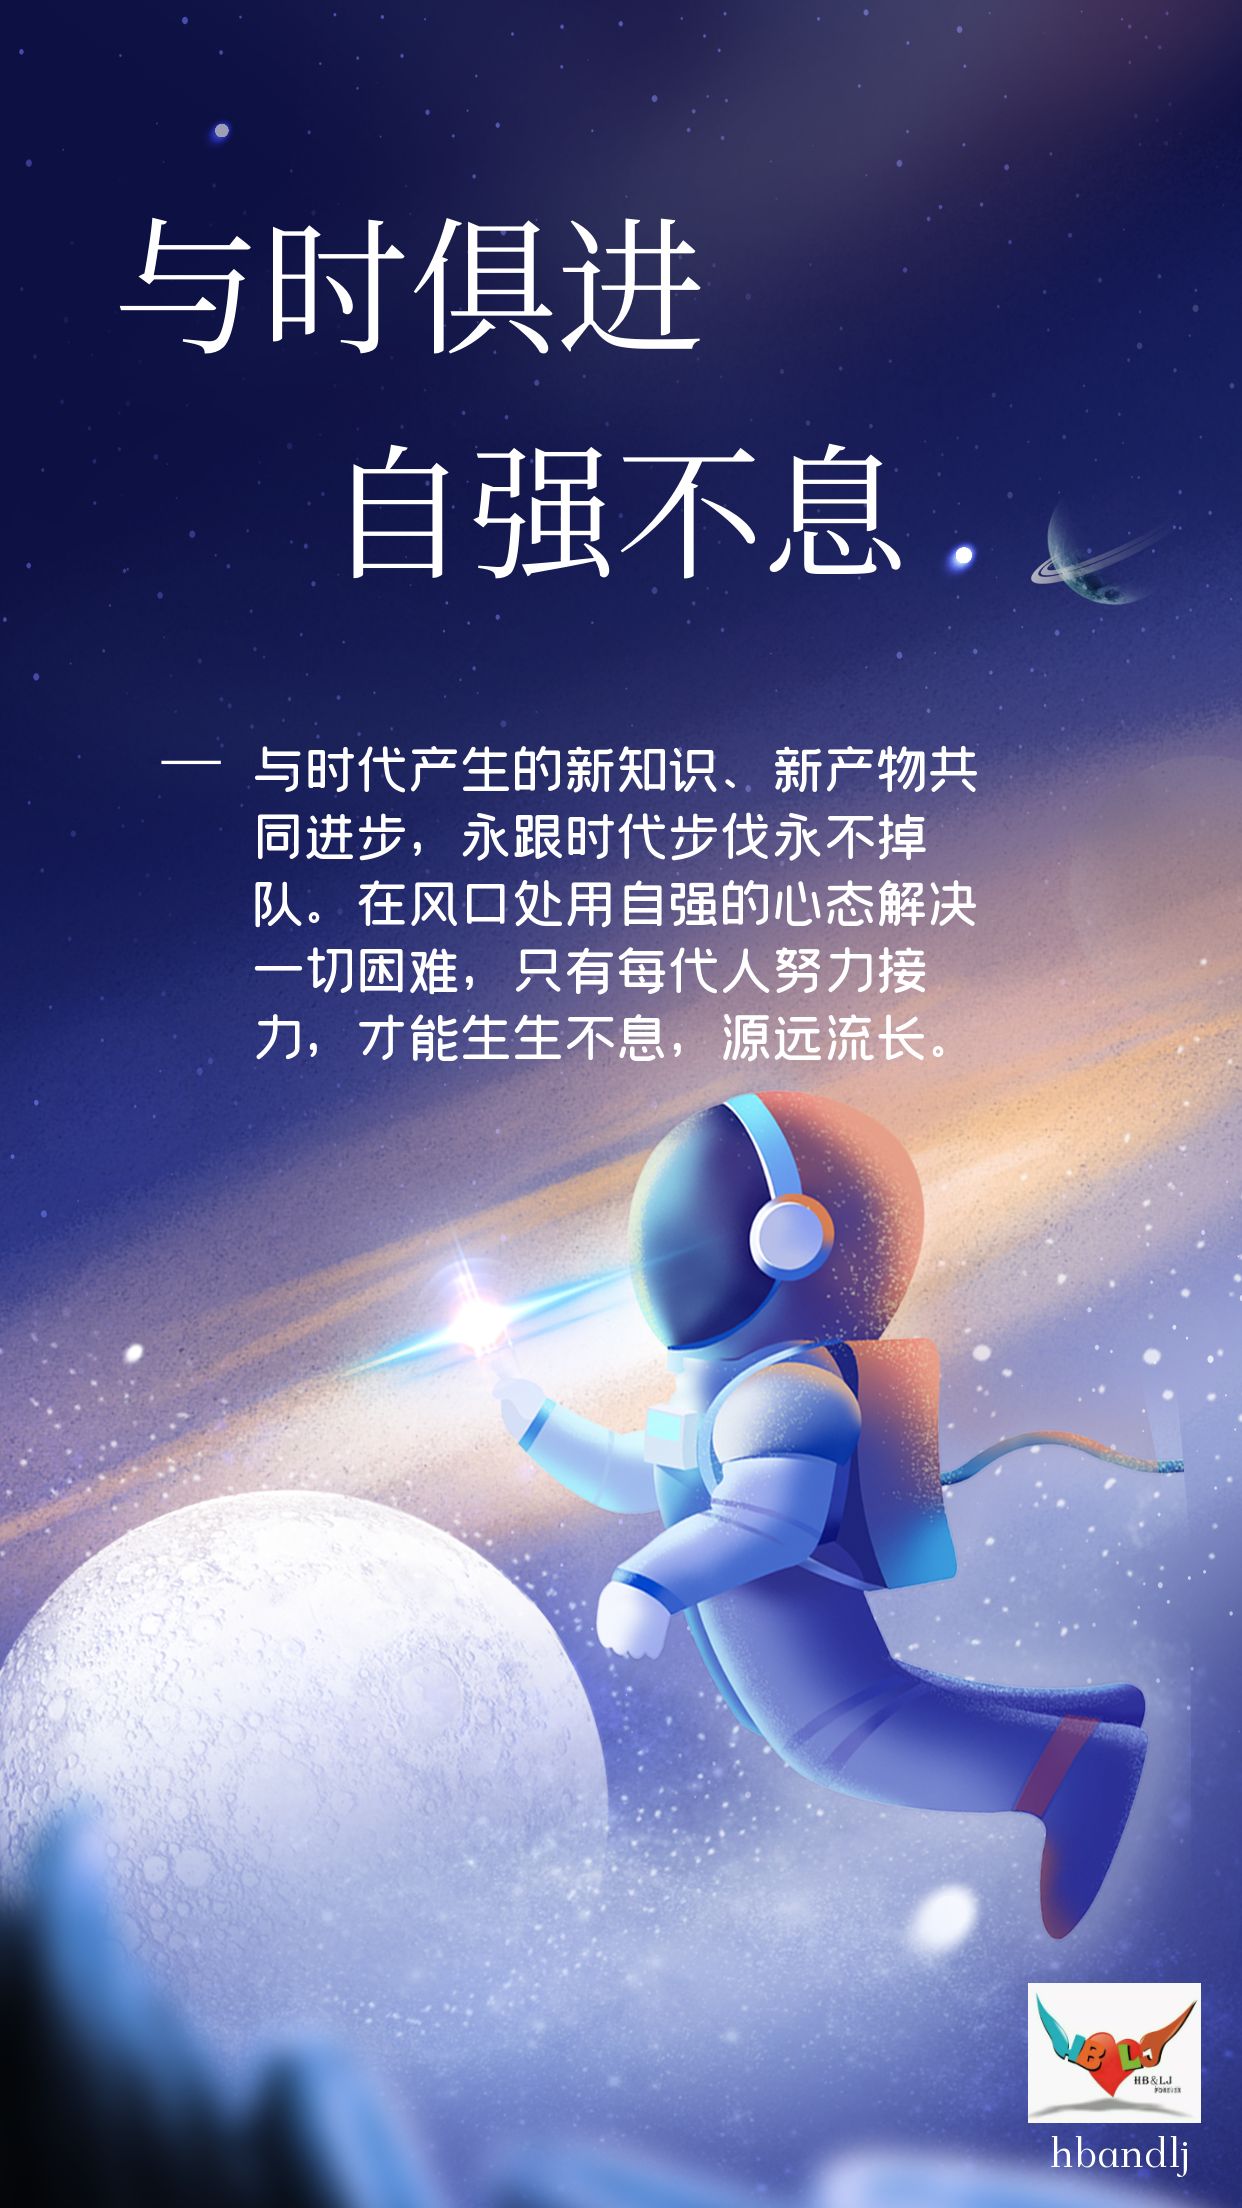 与时俱进
自强不息
— 与时代产生的新知识、新产物共
同进步，永跟时代步伐永不掉
队。在风口处用自强的心态解决
一切困难，只有每代人努力接
力，才能生生不息，源远流长。
HB LJ
HB&LJ
FOREVER
hbandlj